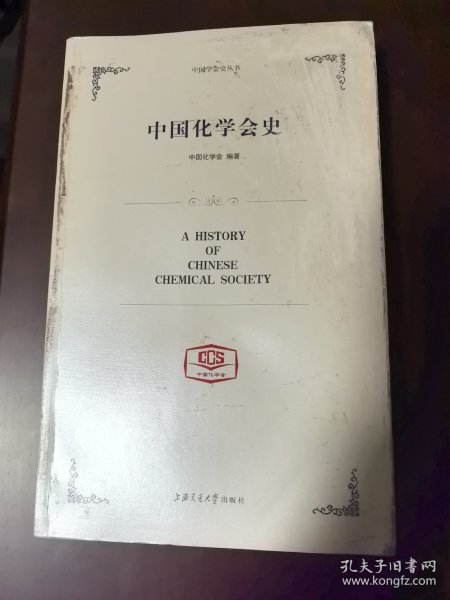 中国学会史丛书
中国化学会史
中国化学会 编著
A HISTORY
OF
CHINESE
CHEMICAL SOCIETY
CCS
中国化学会
上海交通大学出版社
孔夫子旧书网
www.kongfz.com